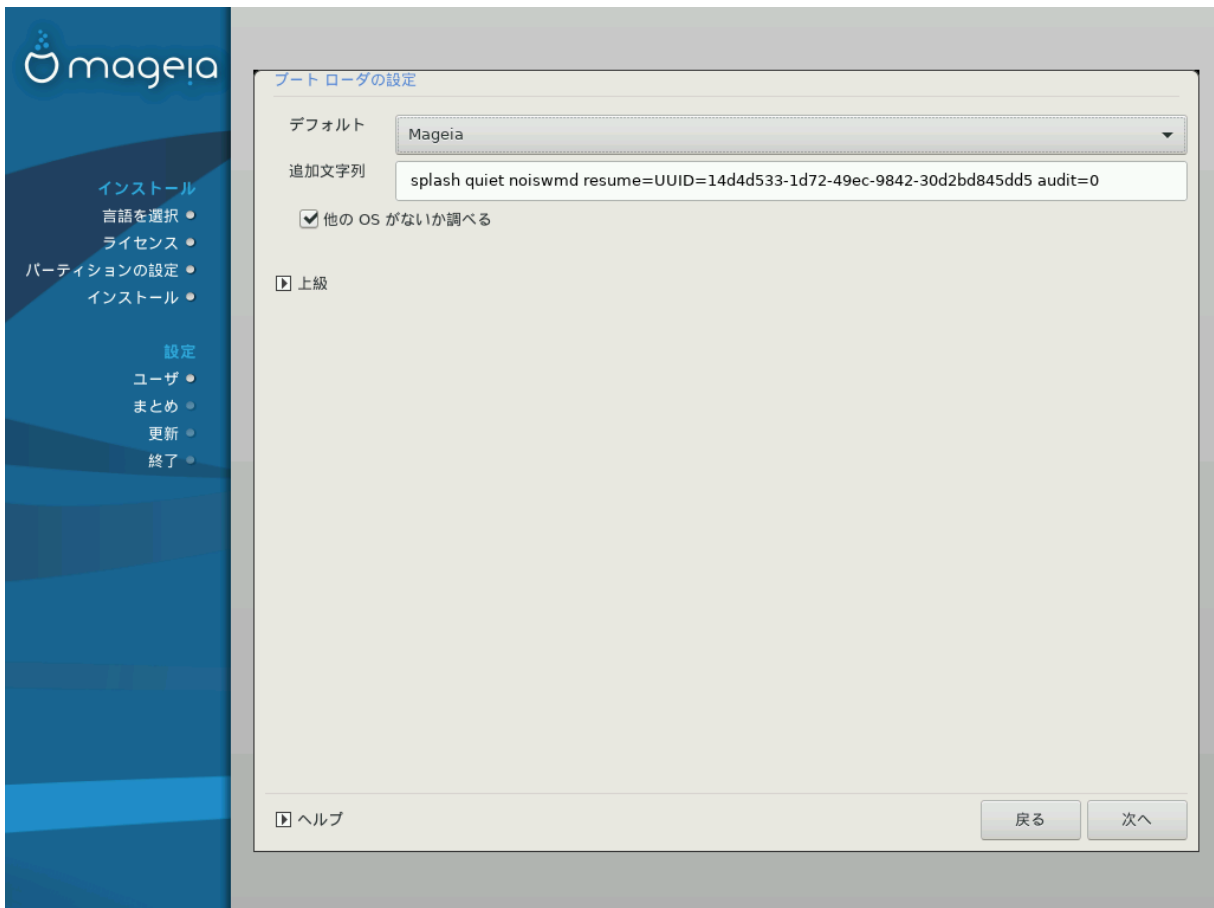 mageia
インストール
言語を選択
ライセンス
パーティションの設定
インストール
設定
ユーザ
まとめ
更新
終了
ブート ローダの設定
デフォルト
Mageia
追加文字列
splash quiet noiswmd resume=UUID=14d4d533-1d72-49ec-9842-30d2bd845dd5 audit=0
他の OS がないか調べる
上級
ヘルプ
戻る
次へ